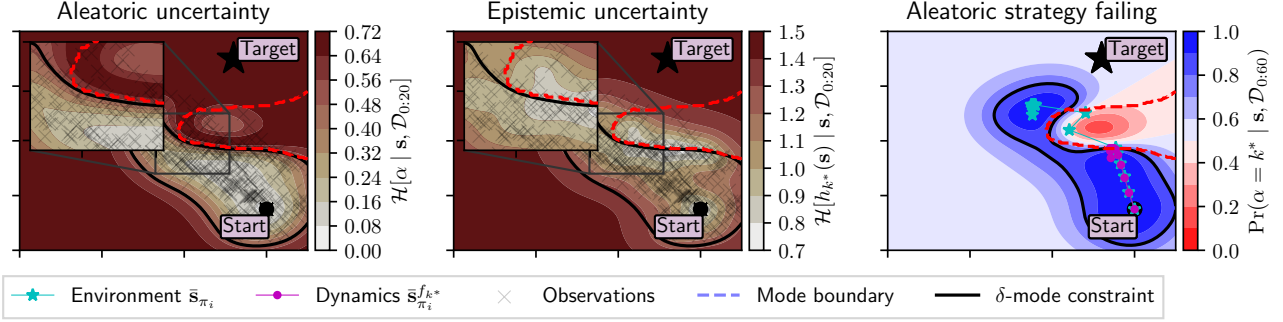 Aleatoric uncertainty
Target
Start
0.72
0.64
0.56
0.48
0.40
0.32
0.24
0.16
0.08
0.00
ℋ[α | s, 𝒟₀:₂₀]
Epistemic uncertainty
Target
Start
1.5
1.4
1.3
1.2
1.1
1.0
0.9
0.8
0.7
ℋ[h_{k*}(s) | s, 𝒟₀:₂₀]
Aleatoric strategy failing
Target
Start
1.0
0.8
0.6
0.4
0.2
0.0
Pr(α = k* | s, 𝒟₀:₆₀)
Environment s̄_{π_i}
Dynamics s̄_{π_i}^{f_{k*}}
Observations
Mode boundary
δ-mode constraint